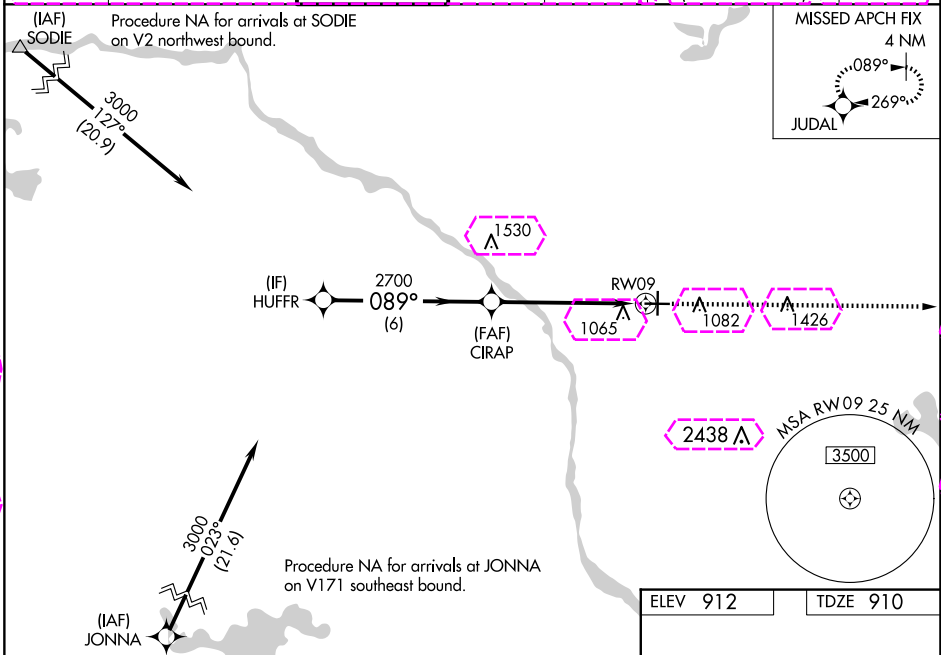 (IAF)
SODIE
Procedure NA for arrivals at SODIE
on V2 northwest bound.
MISSED APCH FIX
4 NM
089°
269°
JUDAL
3000
127°
(20.9)
1530
(IF)
HUFFR
2700
089°
(6)
(FAF)
CIRAP
RW09
1065
1082
1426
2438
MSA RW09 25 NM
3500
3000
023°
(21.6)
Procedure NA for arrivals at JONNA
on V171 southeast bound.
(IAF)
JONNA
ELEV 912
TDZE 910